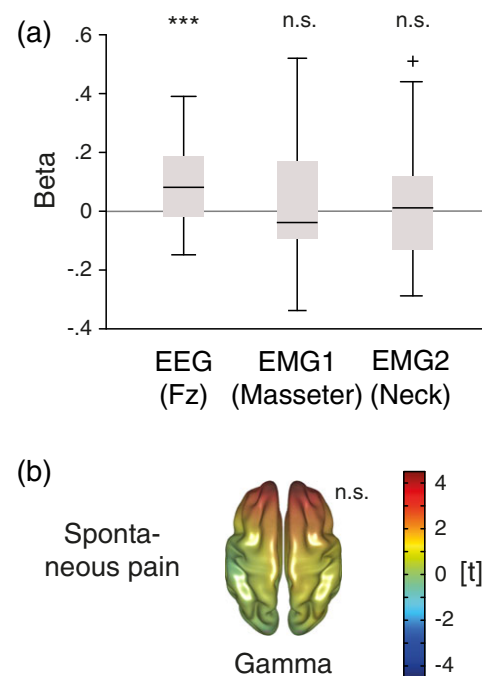 (a)
*** n.s. n.s.
+
.6
.4
.2
0
-.2
-.4
Beta
EEG EMG1 EMG2
(Fz) (Masseter) (Neck)
(b)
n.s.
Sponta-
neous pain
Gamma
4
2
0
-2
-4
[t]